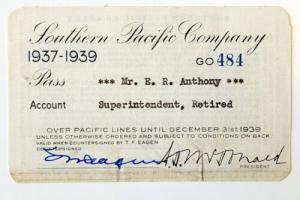 Southern Pacific Company
1937-1939 GO 484
Pass *** Mr. E. R. Anthony ***
Account Superintendent, Retired
OVER PACIFIC LINES UNTIL DECEMBER 31st 1939
UNLESS OTHERWISE ORDERED AND SUBJECT TO CONDITIONS ON BACK
VALID WHEN COUNTERSIGNED BY T. F. EAGEN
COUNTERSIGNED
PRESIDENT